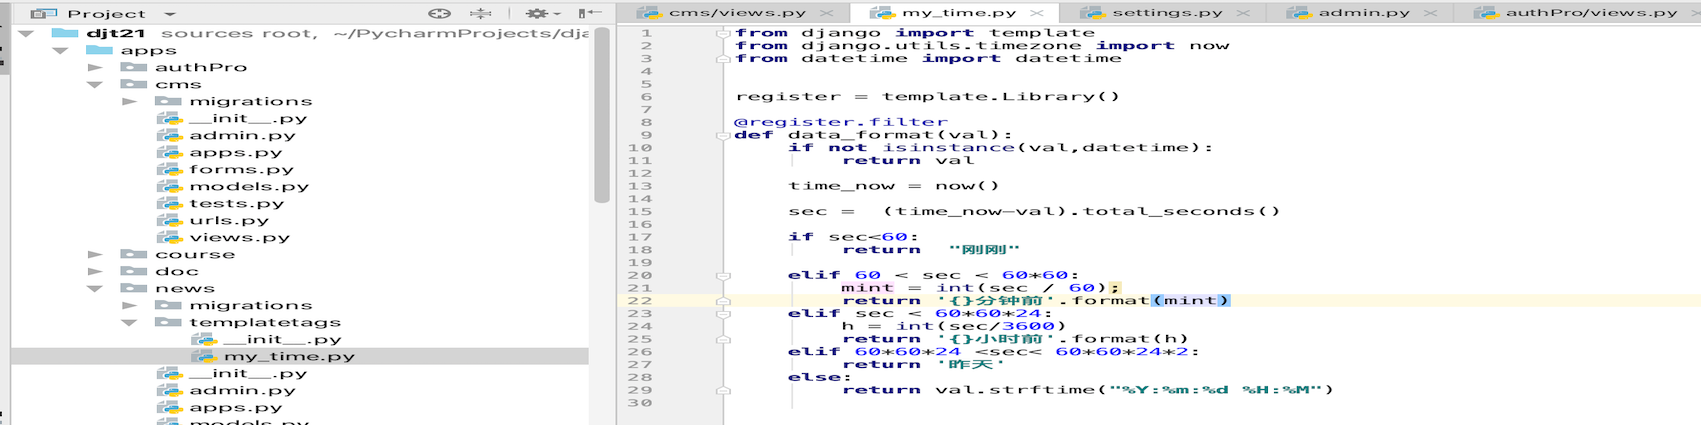 Project
djt21 sources root, ~/PycharmProjects/dja
apps
authPro
cms
migrations
__init__.py
admin.py
apps.py
forms.py
models.py
tests.py
urls.py
views.py
course
doc
news
migrations
templatetags
__init__.py
my_time.py
__init__.py
admin.py
apps.py
models.py
cms/views.py my_time.py settings.py admin.py authPro/views.py
1 from django import template
2 from django.utils.timezone import now
3 from datetime import datetime
4
5
6 register = template.Library()
7
8 @register.filter
9 def data_format(val):
10 if not isinstance(val,datetime):
11 return val
12
13 time_now = now()
14
15 sec = (time_now-val).total_seconds()
16
17 if sec<60:
18 return "刚刚"
19
20 elif 60 < sec < 60*60:
21 mint = int(sec / 60);
22 return '{}分钟前'.format(mint)
23 elif sec < 60*60*24:
24 h = int(sec/3600)
25 return '{}小时前'.format(h)
26 elif 60*60*24 <sec< 60*60*24*2:
27 return '昨天'
28 else:
29 return val.strftime("%Y:%m:%d %H:%M")
30